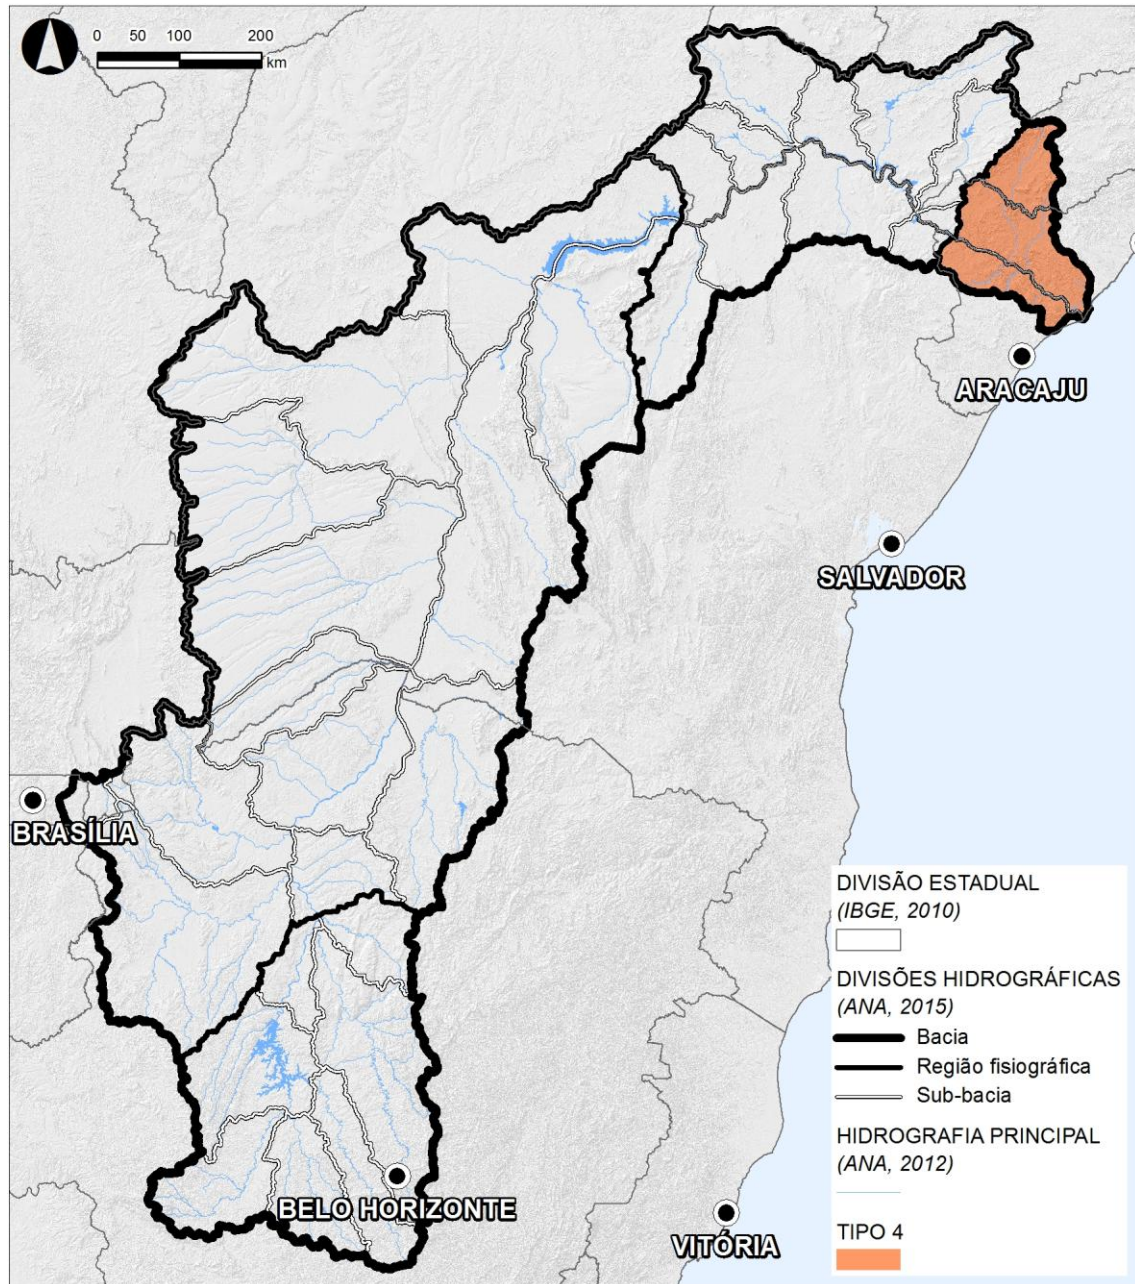 0 50 100 200
km
ARACAJU
SALVADOR
BRASÍLIA
BELO HORIZONTE
VITÓRIA
DIVISÃO ESTADUAL
(IBGE, 2010)
DIVISÕES HIDROGRÁFICAS
(ANA, 2015)
Bacia
Região fisiográfica
Sub-bacia
HIDROGRAFIA PRINCIPAL
(ANA, 2012)
TIPO 4